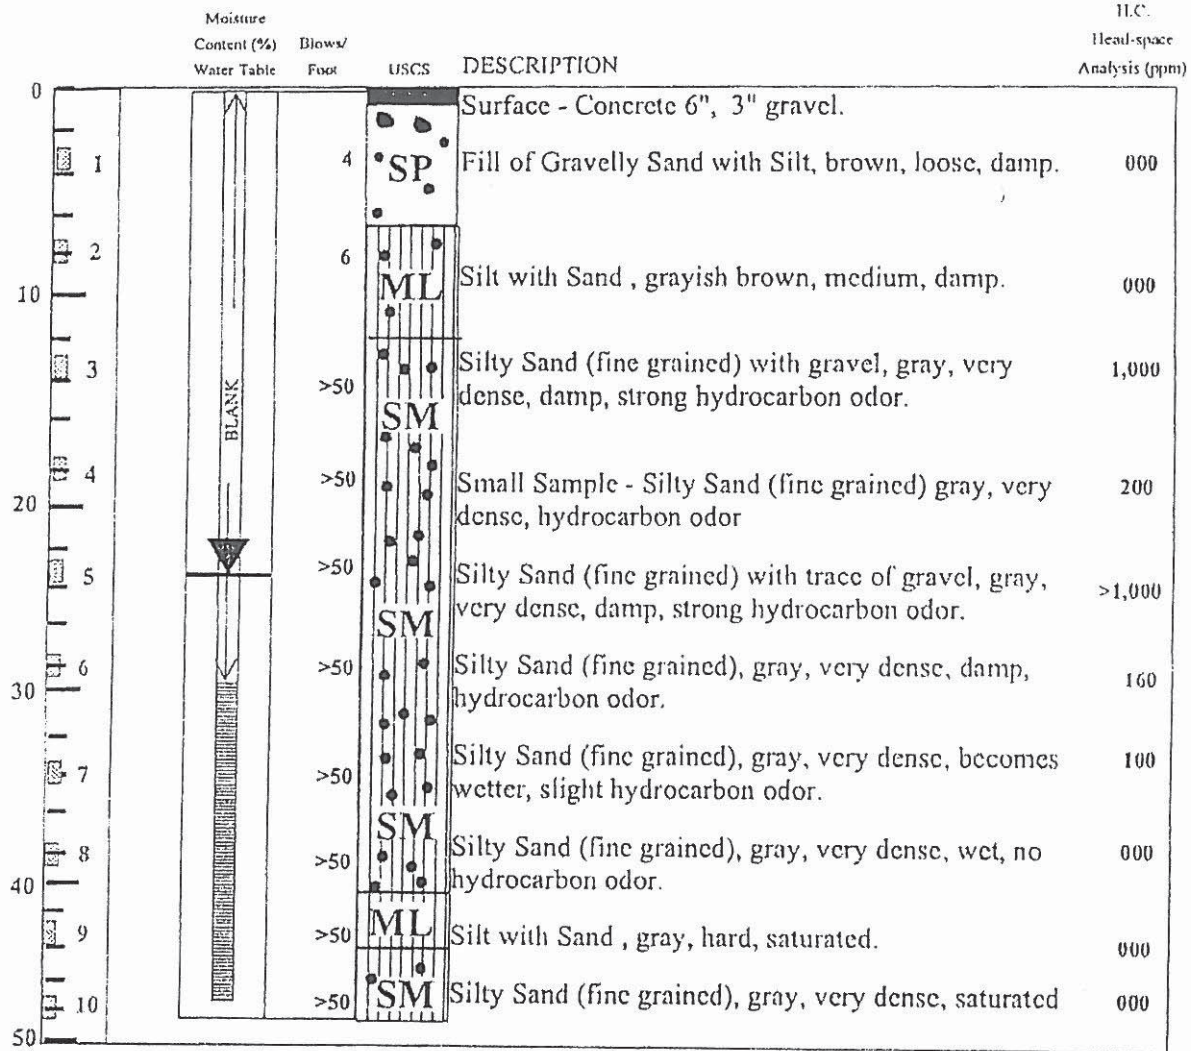 Moisture
Content (%)
Water Table
Blows/
Foot
USCS
DESCRIPTION
H.C.
Head-space
Analysis (ppm)
0
Surface - Concrete 6", 3" gravel.
1
4
SP
Fill of Gravelly Sand with Silt, brown, loose, damp.
000
2
6
10
ML
Silt with Sand , grayish brown, medium, damp.
000
3
BLANK
>50
SM
Silty Sand (fine grained) with gravel, gray, very
dense, damp, strong hydrocarbon odor.
1,000
4
20
>50
Small Sample - Silty Sand (fine grained) gray, very
dense, hydrocarbon odor
200
5
>50
SM
Silty Sand (fine grained) with trace of gravel, gray,
very dense, damp, strong hydrocarbon odor.
>1,000
6
30
>50
Silty Sand (fine grained), gray, very dense, damp,
hydrocarbon odor.
160
7
>50
Silty Sand (fine grained), gray, very dense, becomes
wetter, slight hydrocarbon odor.
100
SM
8
40
>50
Silty Sand (fine grained), gray, very dense, wet, no
hydrocarbon odor.
000
9
>50
ML
Silt with Sand , gray, hard, saturated.
000
10
>50
SM
Silty Sand (fine grained), gray, very dense, saturated
000
50